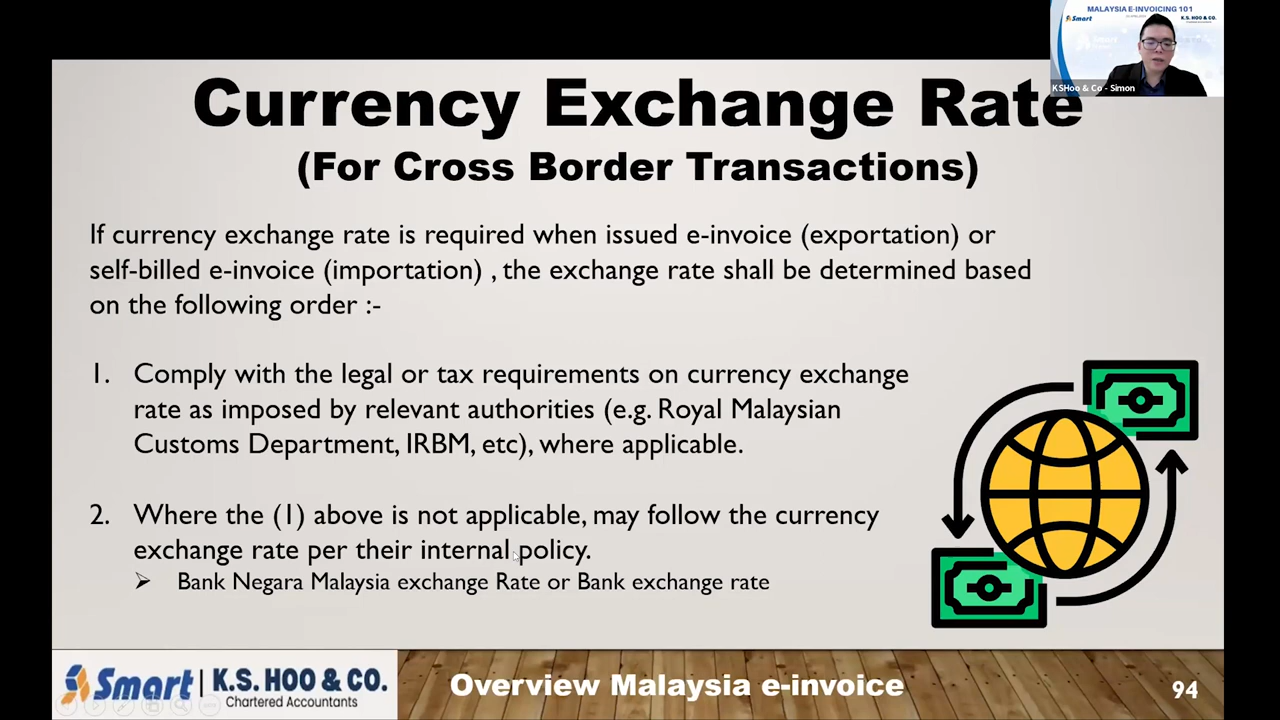 MALAYSIA E-INVOICING 101
Smart
K.S. HOO & CO.
KSHoo & Co - Simon
Currency Exchange Rate
(For Cross Border Transactions)
If currency exchange rate is required when issued e-invoice (exportation) or
self-billed e-invoice (importation) , the exchange rate shall be determined based
on the following order :-
1. Comply with the legal or tax requirements on currency exchange
rate as imposed by relevant authorities (e.g. Royal Malaysian
Customs Department, IRBM, etc), where applicable.
2. Where the (1) above is not applicable, may follow the currency
exchange rate per their internal policy.
➢ Bank Negara Malaysia exchange Rate or Bank exchange rate
Smart | K.S. HOO & CO.
Chartered Accountants
Overview Malaysia e-invoice
94